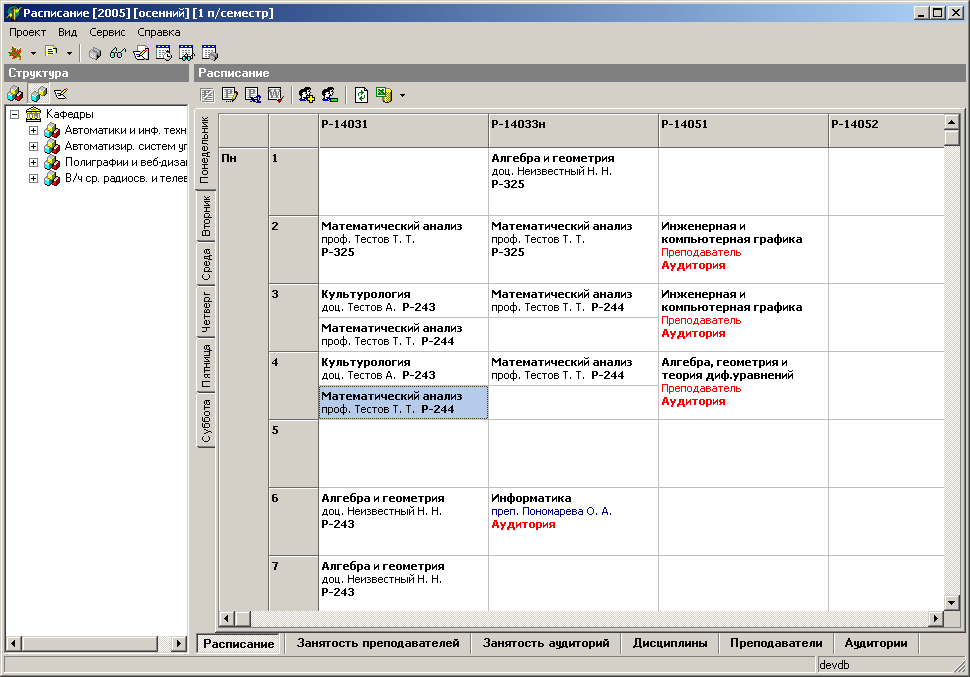 Расписание [2005] [осенний] [1 п/семестр]
Проект Вид Сервис Справка
Структура
Расписание
Кафедры
Автоматики и инф. техн
Автоматизир. систем уп
Полиграфии и веб-диза
В/ч ср. радиосв. и телев
Понедельник
Вторник
Среда
Четверг
Пятница
Суббота
Р-14031 Р-14033н Р-14051 Р-14052
Пн
1
Алгебра и геометрия
доц. Неизвестный Н. Н.
Р-325
2
Математический анализ
проф. Тестов Т. Т.
Р-325
Математический анализ
проф. Тестов Т. Т.
Р-325
Инженерная и
компьютерная графика
Преподаватель
Аудитория
3
Культурология
доц. Тестов А. Р-243
Математический анализ
проф. Тестов Т. Т. Р-244
Математический анализ
проф. Тестов Т. Т. Р-244
Инженерная и
компьютерная графика
Преподаватель
Аудитория
4
Культурология
доц. Тестов А. Р-243
Математический анализ
проф. Тестов Т. Т. Р-244
Математический анализ
проф. Тестов Т. Т. Р-244
Алгебра, геометрия и
теория диф.уравнений
Преподаватель
Аудитория
5
6
Алгебра и геометрия
доц. Неизвестный Н. Н.
Р-243
Информатика
преп. Пономарева О. А.
Аудитория
7
Алгебра и геометрия
доц. Неизвестный Н. Н.
Р-243
Расписание Занятость преподавателей Занятость аудиторий Дисциплины Преподаватели Аудитории
devdb